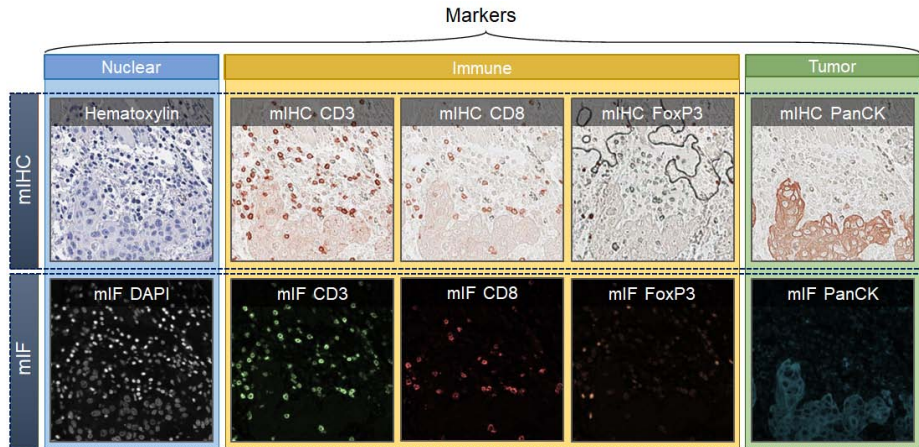 Markers
Nuclear
Immune
Tumor
mIHC
Hematoxylin
mIHC CD3
mIHC CD8
mIHC FoxP3
mIHC PanCK
mIF
mIF DAPI
mIF CD3
mIF CD8
mIF FoxP3
mIF PanCK